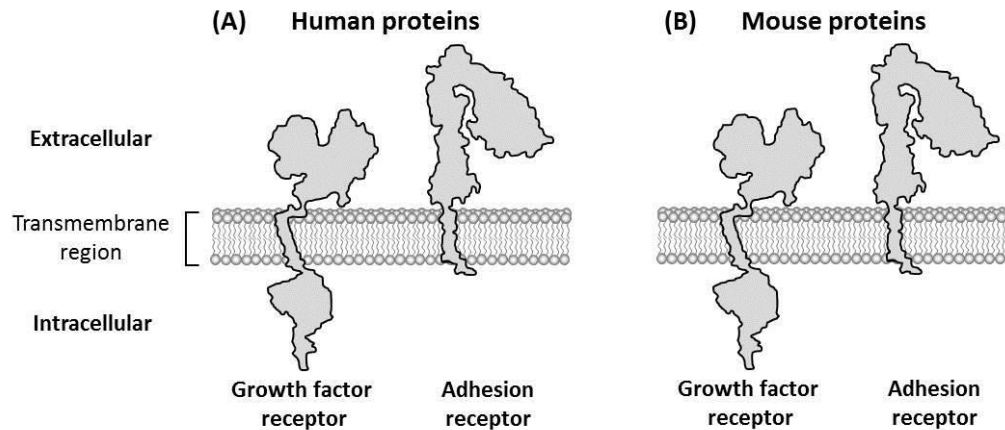 (A) Human proteins
(B) Mouse proteins
Extracellular
Transmembrane
region
Intracellular
Growth factor
receptor
Adhesion
receptor
Growth factor
receptor
Adhesion
receptor